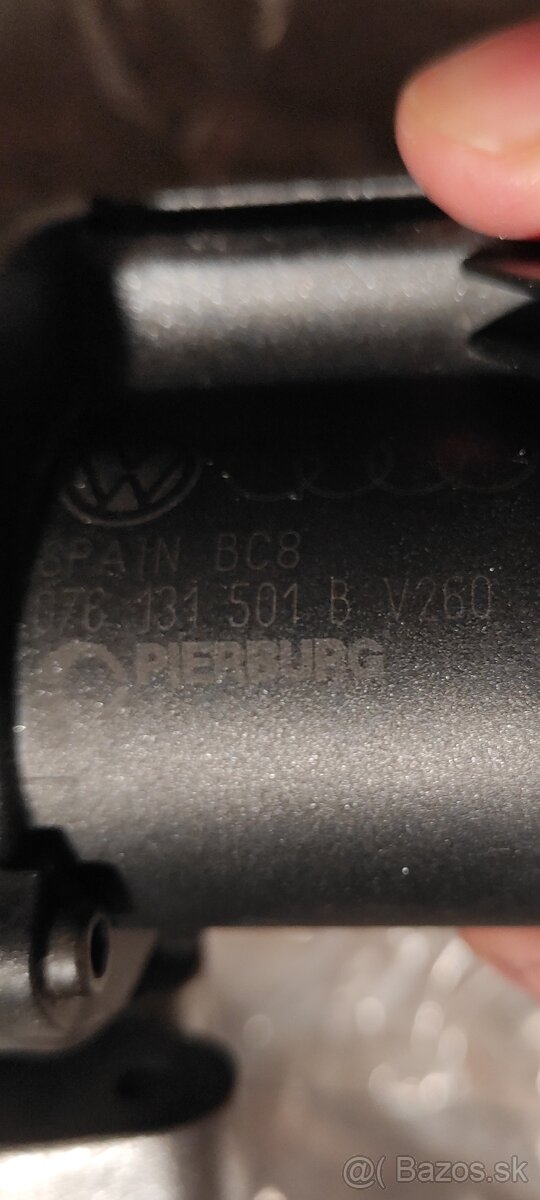 SPAIN BC8
076 131 501 B V260
PIERBURG
@( Bazos.sk